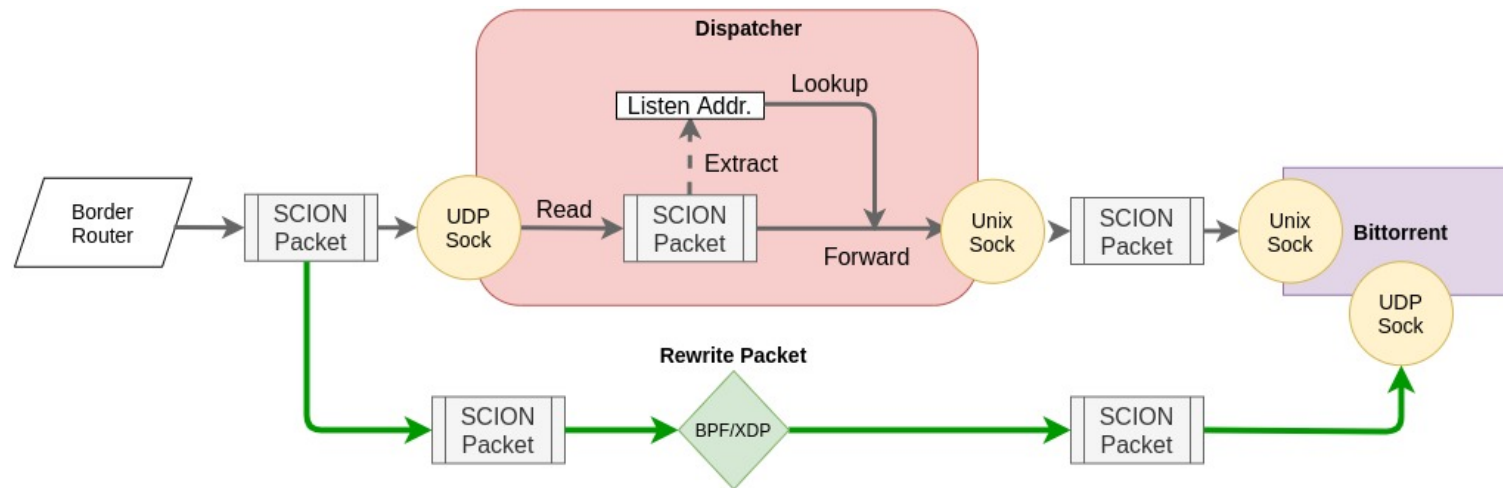 Dispatcher
Lookup
Listen Addr.
Extract
Border
Router
SCION
Packet
UDP
Sock
Read
SCION
Packet
Forward
Unix
Sock
SCION
Packet
Unix
Sock
Bittorrent
UDP
Sock
Rewrite Packet
SCION
Packet
BPF/XDP
SCION
Packet